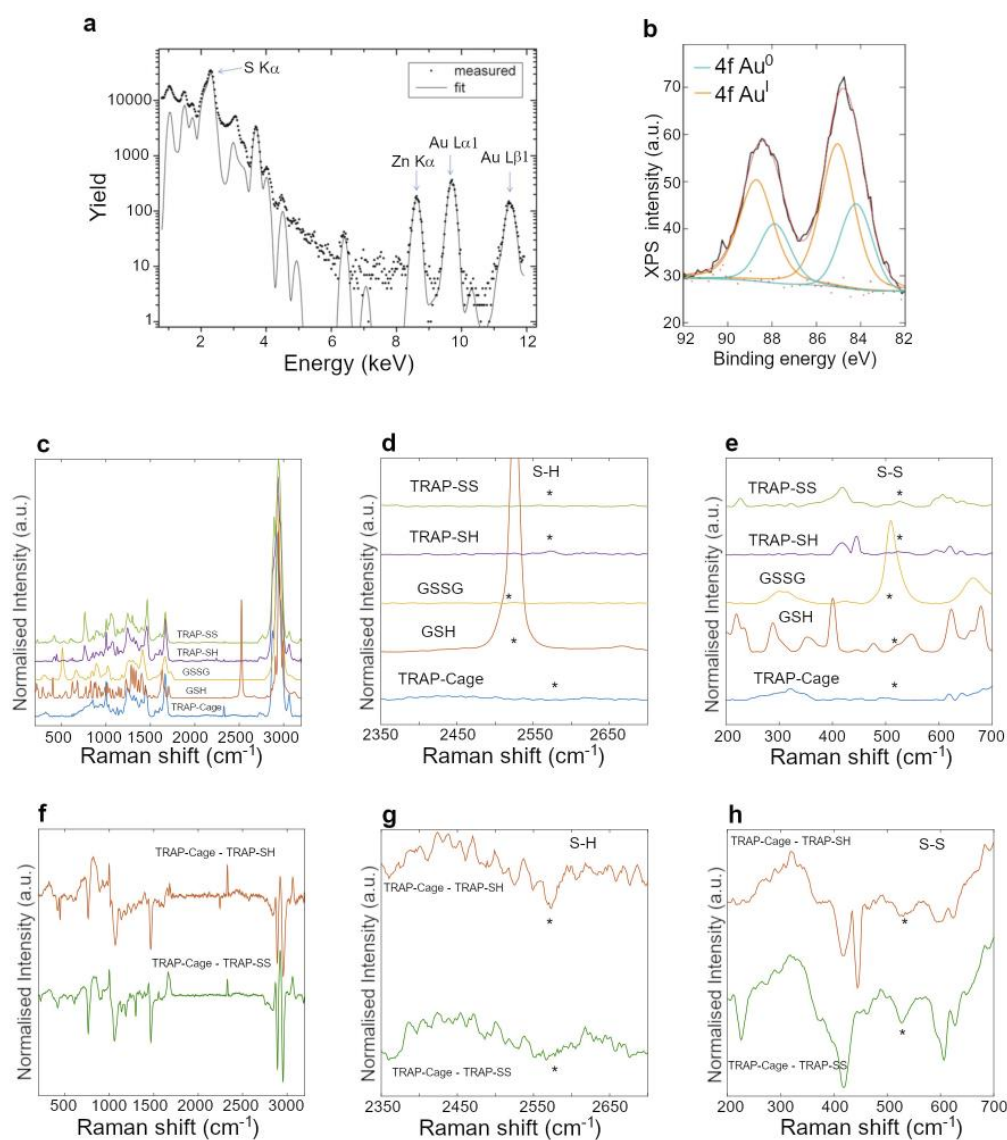 a
S Kα
measured
fit
Zn Kα
Au Lα1
Au Lβ1
10000
1000
100
10
1
Yield
2 4 6 8 10 12
Energy (keV)
b
4f Au⁰
4f Auᴵ
70
60
50
40
30
20
XPS intensity (a.u.)
92 90 88 86 84 82
Binding energy (eV)
c
TRAP-SS
TRAP-SH
GSSG
GSH
TRAP-Cage
Normalised Intensity (a.u.)
500 1000 1500 2000 2500 3000
Raman shift (cm⁻¹)
d
S-H
TRAP-SS *
TRAP-SH *
GSSG *
GSH *
TRAP-Cage *
Normalised Intensity (a.u.)
2350 2450 2550 2650
Raman shift (cm⁻¹)
e
S-S
TRAP-SS *
TRAP-SH *
GSSG *
GSH *
TRAP-Cage *
Normalised Intensity (a.u.)
200 300 400 500 600 700
Raman shift (cm⁻¹)
f
TRAP-Cage - TRAP-SH
TRAP-Cage - TRAP-SS
Normalised Intensity (a.u.)
500 1000 1500 2000 2500 3000
Raman shift (cm⁻¹)
g
S-H
TRAP-Cage - TRAP-SH
*
*
TRAP-Cage - TRAP-SS
Normalised Intensity (a.u.)
2350 2450 2550 2650
Raman shift (cm⁻¹)
h
S-S
TRAP-Cage - TRAP-SH
*
*
TRAP-Cage - TRAP-SS
Normalised Intensity (a.u.)
200 300 400 500 600 700
Raman shift (cm⁻¹)